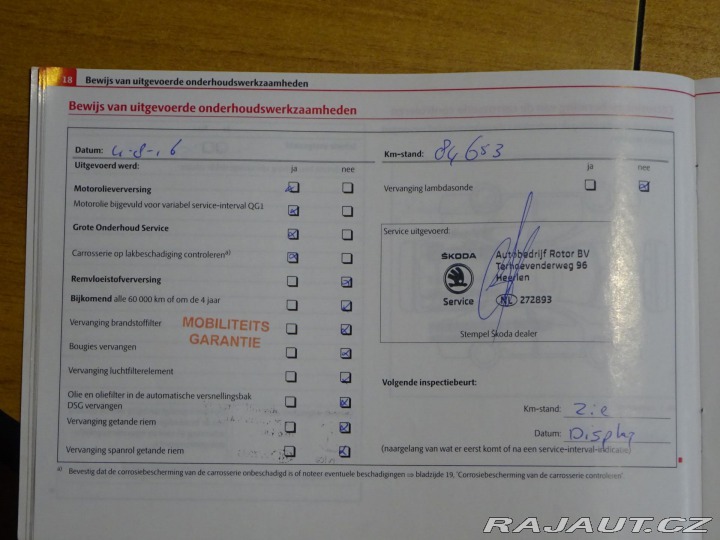 18 Bewijs van uitgevoerde onderhoudswerkzaamheden
Bewijs van uitgevoerde onderhoudswerkzaamheden
Datum: 4-8-16
Uitgevoerd werd: ja nee
Motorolieverversing
Motorolie bijgevuld voor variabel service-interval QG1
Grote Onderhoud Service
Carrosserie op lakbeschadiging controleren a)
Remvloeistofverversing
Bijkomend alle 60 000 km of om de 4 jaar
Vervanging brandstoffilter
MOBILITEITS
GARANTIE
Bougies vervangen
Vervanging luchtfilterelement
Olie en oliefilter in de automatische versnellingsbak
DSG vervangen
Vervanging getande riem
Vervanging spanrol getande riem
Km-stand: 84653
ja nee
Vervanging lambdasonde
Service uitgevoerd:
ŠKODA
Service
Autobedrijf Rotor BV
Terhoevenderweg 96
Heerlen
NL 272893
Stempel Škoda dealer
Volgende inspectiebeurt:
Km-stand: Zie
Datum: Display
(naargelang van wat er eerst komt of na een service-interval-indicatie)
a) Bevestig dat de corrosiebescherming van de carrosserie onbeschadigd is of noteer eventuele beschadigingen ⇒ bladzijde 19, 'Corrosiebescherming van de carrosserie controleren'.
RAJAUT.CZ